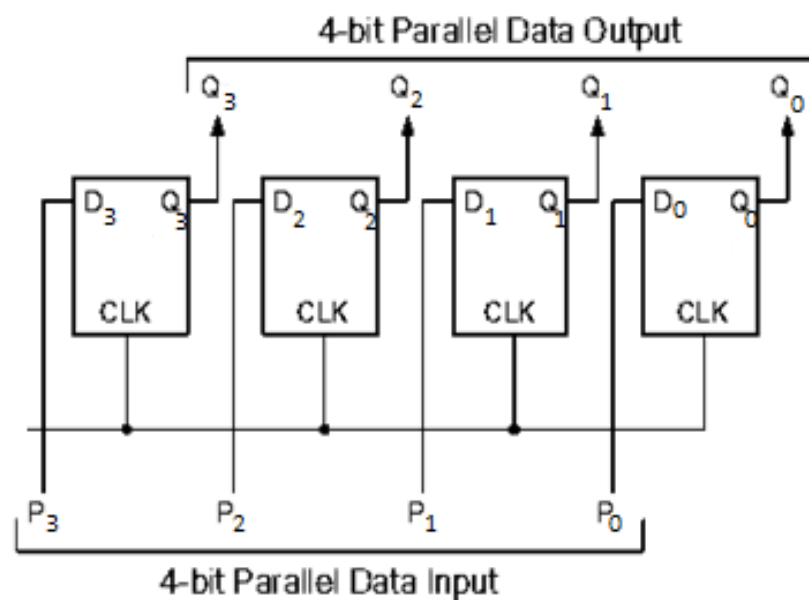 4-bit Parallel Data Output
Q3 Q2 Q1 Q0
D3 Q3 D2 Q2 D1 Q1 D0 Q0
CLK CLK CLK CLK
P3 P2 P1 P0
4-bit Parallel Data Input